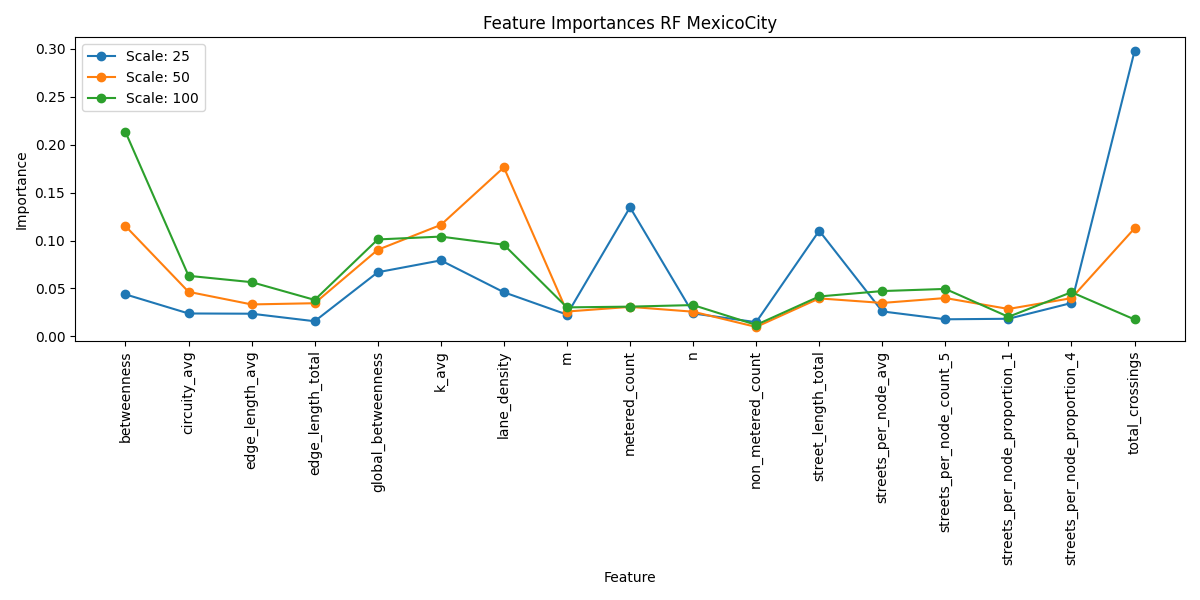 Feature Importances RF MexicoCity
Scale: 25
Scale: 50
Scale: 100
Importance
0.30
0.25
0.20
0.15
0.10
0.05
0.00
betweenness
circuity_avg
edge_length_avg
edge_length_total
global_betweenness
k_avg
lane_density
m
metered_count
n
non_metered_count
street_length_total
streets_per_node_avg
streets_per_node_count_5
streets_per_node_proportion_1
streets_per_node_proportion_4
total_crossings
Feature